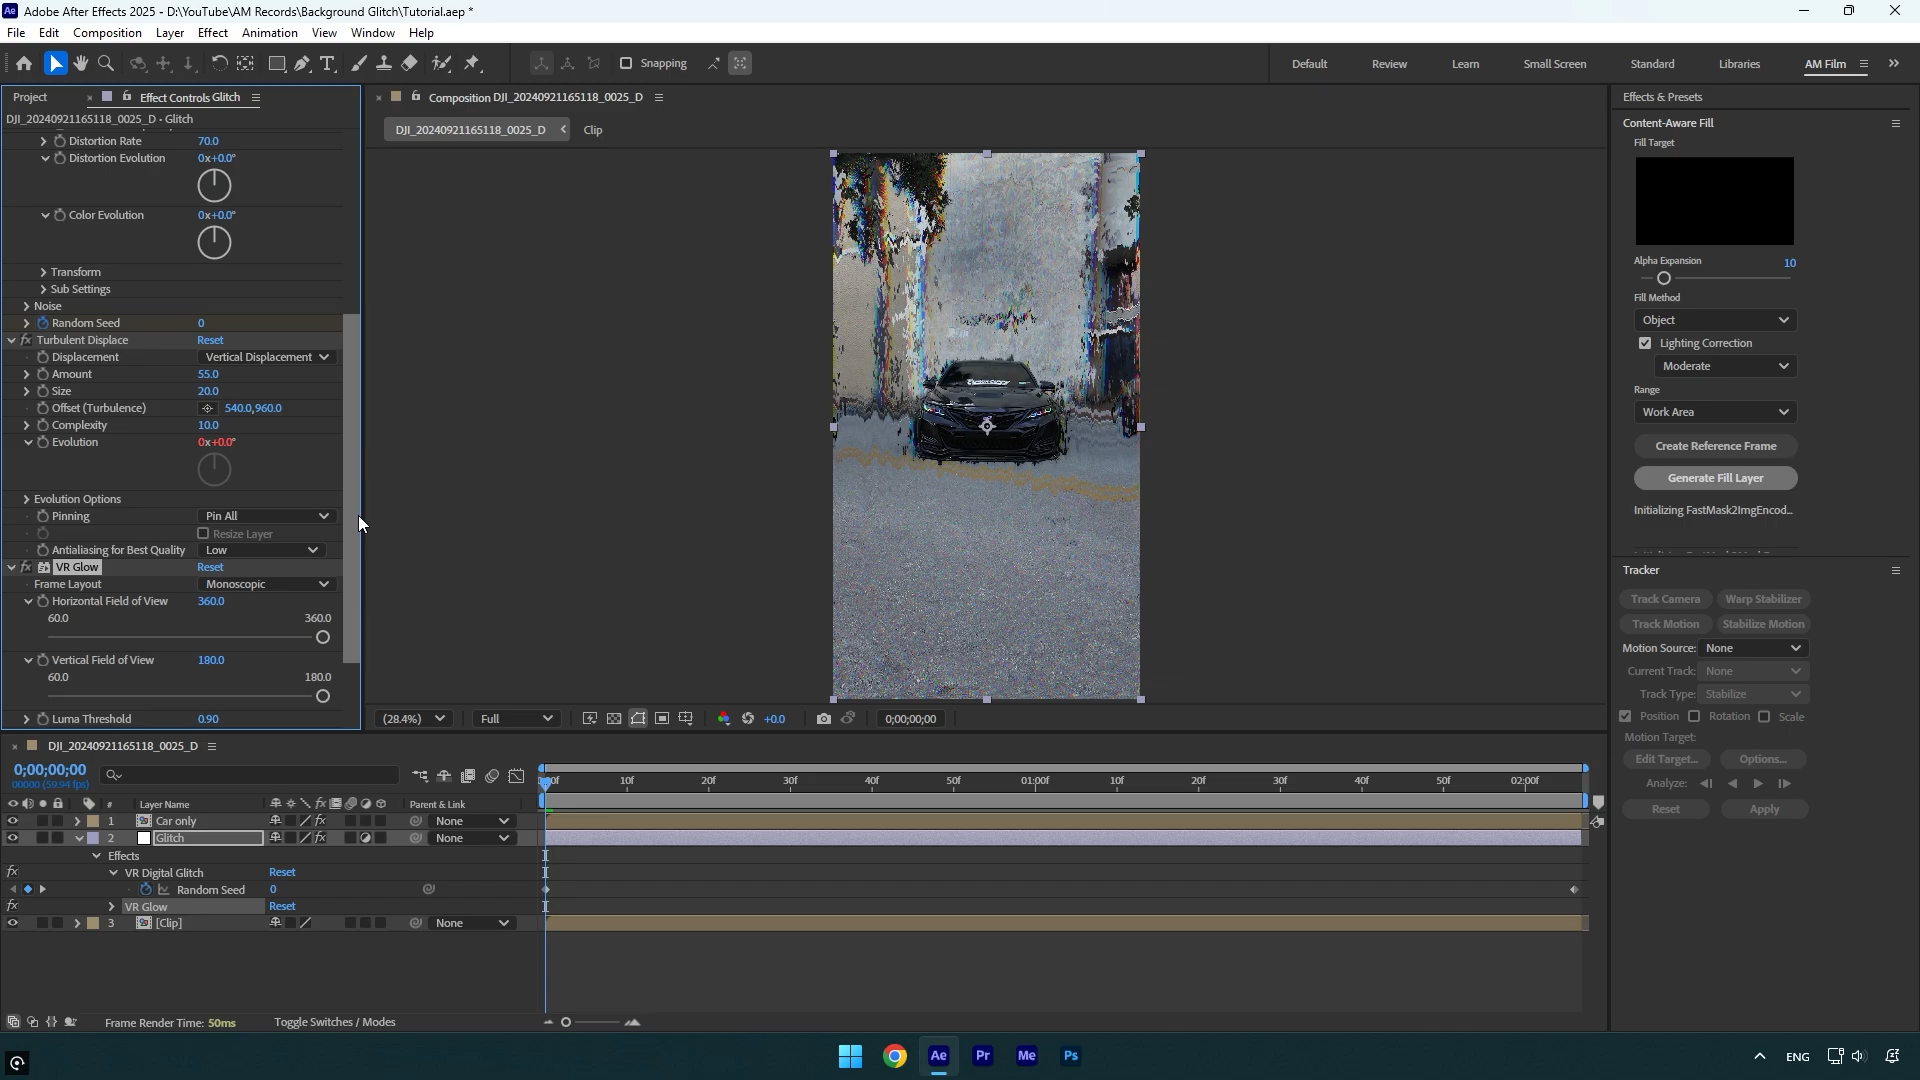 Ae Adobe After Effects 2025 - D:\YouTube\AM Records\Background Glitch\Tutorial.aep *
File Edit Composition Layer Effect Animation View Window Help
Snapping Default Review Learn Small Screen Standard Libraries AM Film
Project Effect Controls Glitch
DJI_20240921165118_0025_D • Glitch
Distortion Rate 70.0
Distortion Evolution 0x+0.0°
Color Evolution 0x+0.0°
Transform
Sub Settings
Noise
Random Seed 0
Turbulent Displace Reset
Displacement Vertical Displacement
Amount 55.0
Size 20.0
Offset (Turbulence) 540.0,960.0
Complexity 10.0
Evolution 0x+0.0°
Evolution Options
Pinning Pin All
Resize Layer
Antialiasing for Best Quality Low
VR Glow Reset
Frame Layout Monoscopic
Horizontal Field of View 360.0
60.0 360.0
Vertical Field of View 180.0
60.0 180.0
Luma Threshold 0.90
Composition DJI_20240921165118_0025_D
DJI_20240921165118_0025_D Clip
(28.4%) Full +0.0 0;00;00;00
Effects & Presets
Content-Aware Fill
Fill Target
Alpha Expansion 10
Fill Method
Object
Lighting Correction
Moderate
Range
Work Area
Create Reference Frame
Generate Fill Layer
Initializing FastMask2ImgEncod...
Tracker
Track Camera Warp Stabilizer
Track Motion Stabilize Motion
Motion Source: None
Current Track: None
Track Type: Stabilize
Position Rotation Scale
Motion Target:
Edit Target... Options...
Analyze:
Reset Apply
DJI_20240921165118_0025_D
0;00;00;00
00000 (59.94 fps)
10f 20f 30f 40f 50f 01:00f 10f 20f 30f 40f 50f 02:00f
# Layer Name Parent & Link
1 Car only None
2 Glitch None
Effects
VR Digital Glitch Reset
Random Seed 0
VR Glow Reset
3 [Clip] None
Frame Render Time: 50ms Toggle Switches / Modes
Ae Pr Me Ps
ENG